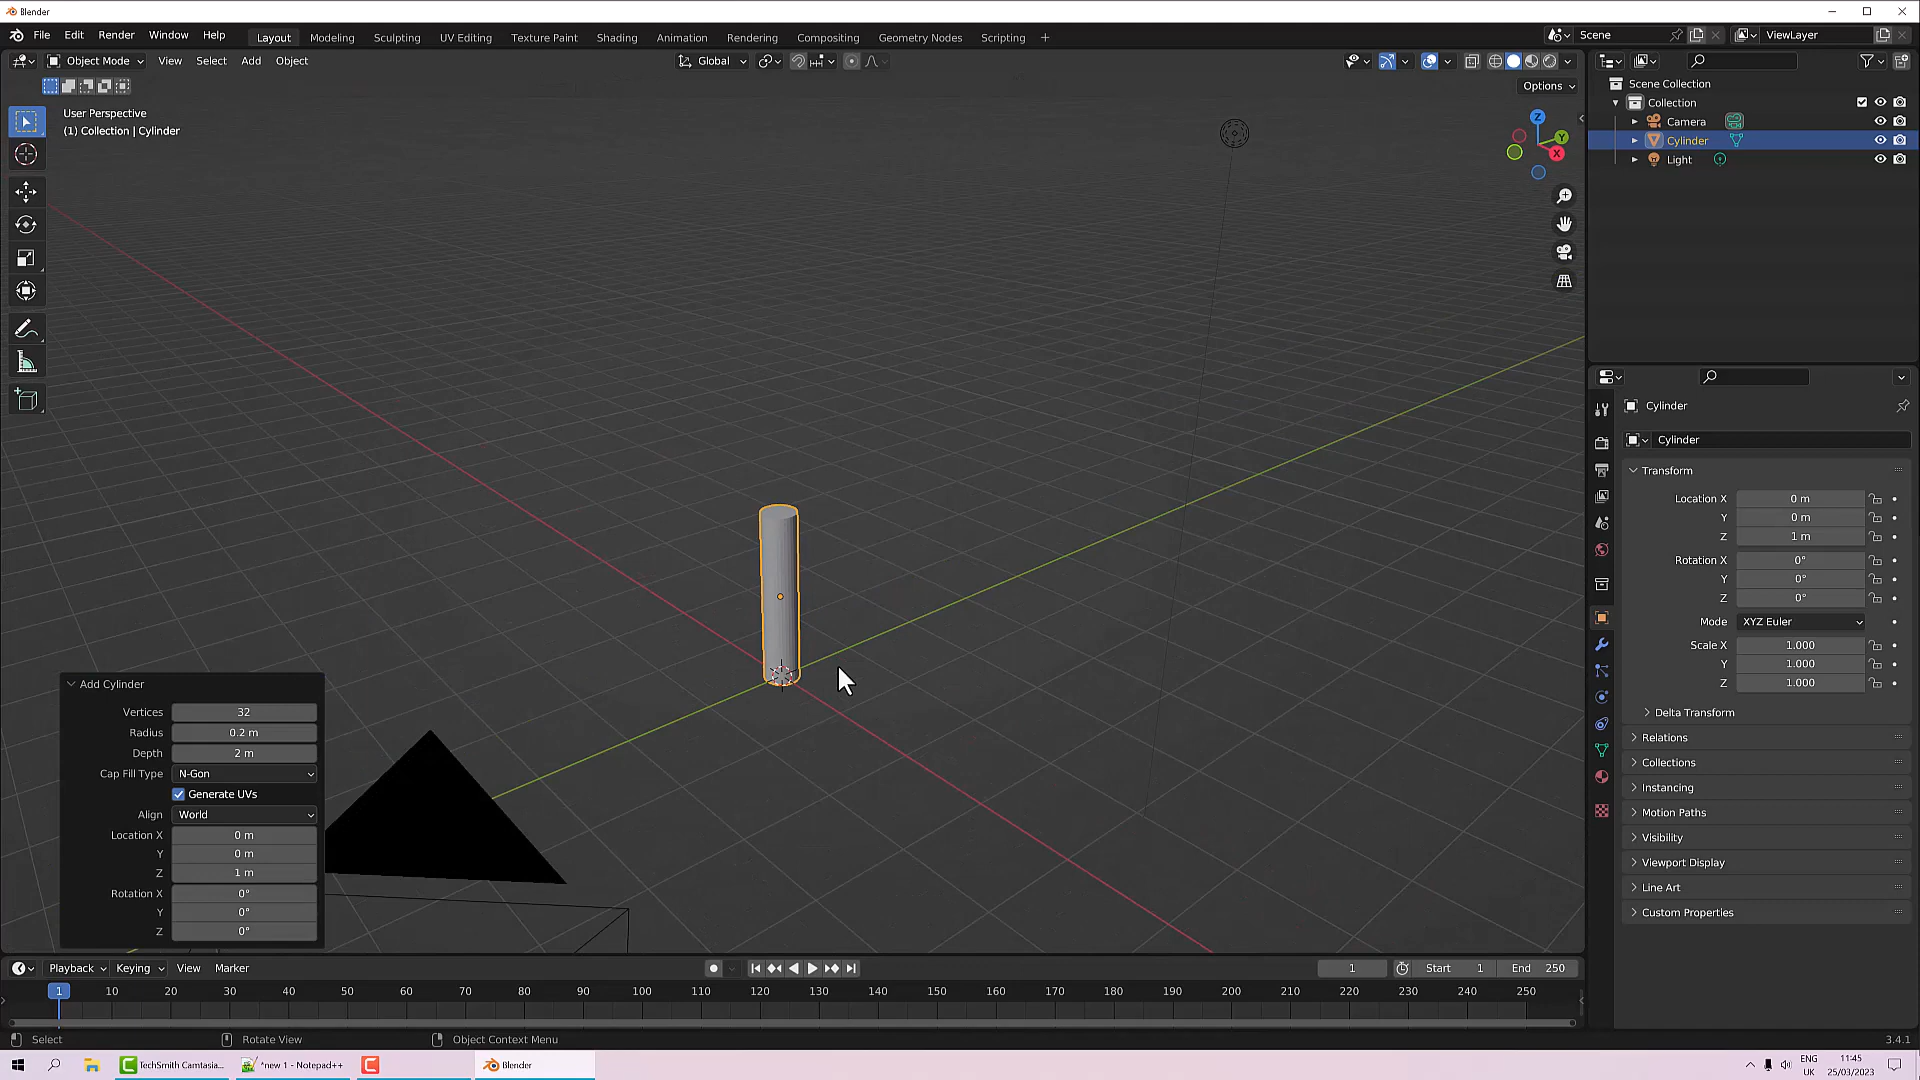 Blender
File Edit Render Window Help
Layout Modeling Sculpting UV Editing Texture Paint Shading Animation Rendering Compositing Geometry Nodes Scripting +
Scene
ViewLayer
Object Mode View Select Add Object
Global
Options
User Perspective
(1) Collection | Cylinder
Z
Y
X
Scene Collection
Collection
Camera
Cylinder
Light
Cylinder
Cylinder
Transform
Location X 0 m
Y 0 m
Z 1 m
Rotation X 0°
Y 0°
Z 0°
Mode XYZ Euler
Scale X 1.000
Y 1.000
Z 1.000
Delta Transform
Relations
Collections
Instancing
Motion Paths
Visibility
Viewport Display
Line Art
Custom Properties
Add Cylinder
Vertices 32
Radius 0.2 m
Depth 2 m
Cap Fill Type N-Gon
Generate UVs
Align World
Location X 0 m
Y 0 m
Z 1 m
Rotation X 0°
Y 0°
Z 0°
Playback Keying View Marker
1 Start 1 End 250
1 10 20 30 40 50 60 70 80 90 100 110 120 130 140 150 160 170 180 190 200 210 220 230 240 250
Select Rotate View Object Context Menu 3.4.1
TechSmith Camtasia... *new 1 - Notepad++ Blender
ENG
UK
11:45
25/03/2023